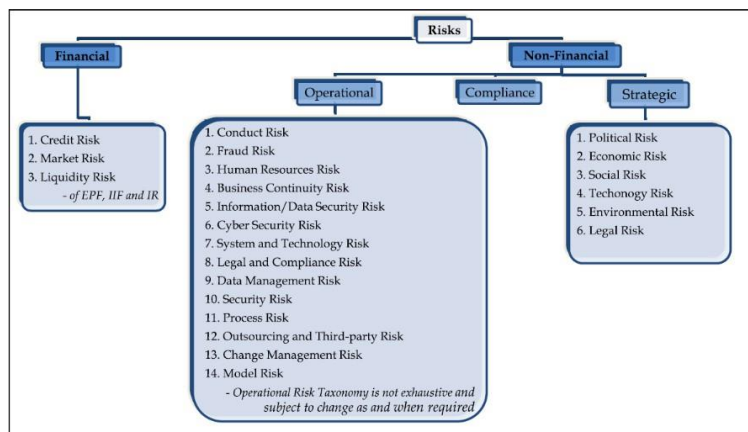 Risks
Financial
Non-Financial
Operational
Compliance
Strategic
1. Credit Risk
2. Market Risk
3. Liquidity Risk
- of EPF, IIF and IR
1. Conduct Risk
2. Fraud Risk
3. Human Resources Risk
4. Business Continuity Risk
5. Information/Data Security Risk
6. Cyber Security Risk
7. System and Technology Risk
8. Legal and Compliance Risk
9. Data Management Risk
10. Security Risk
11. Process Risk
12. Outsourcing and Third-party Risk
13. Change Management Risk
14. Model Risk
- Operational Risk Taxonomy is not exhaustive and
subject to change as and when required
1. Political Risk
2. Economic Risk
3. Social Risk
4. Techonogy Risk
5. Environmental Risk
6. Legal Risk